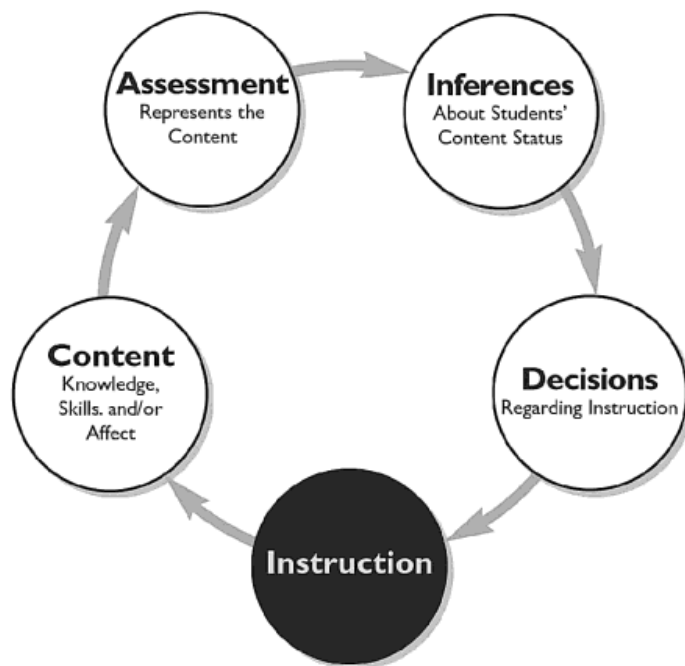 Assessment
Represents the
Content
Inferences
About Students'
Content Status
Content
Knowledge,
Skills. and/or
Affect
Decisions
Regarding Instruction
Instruction